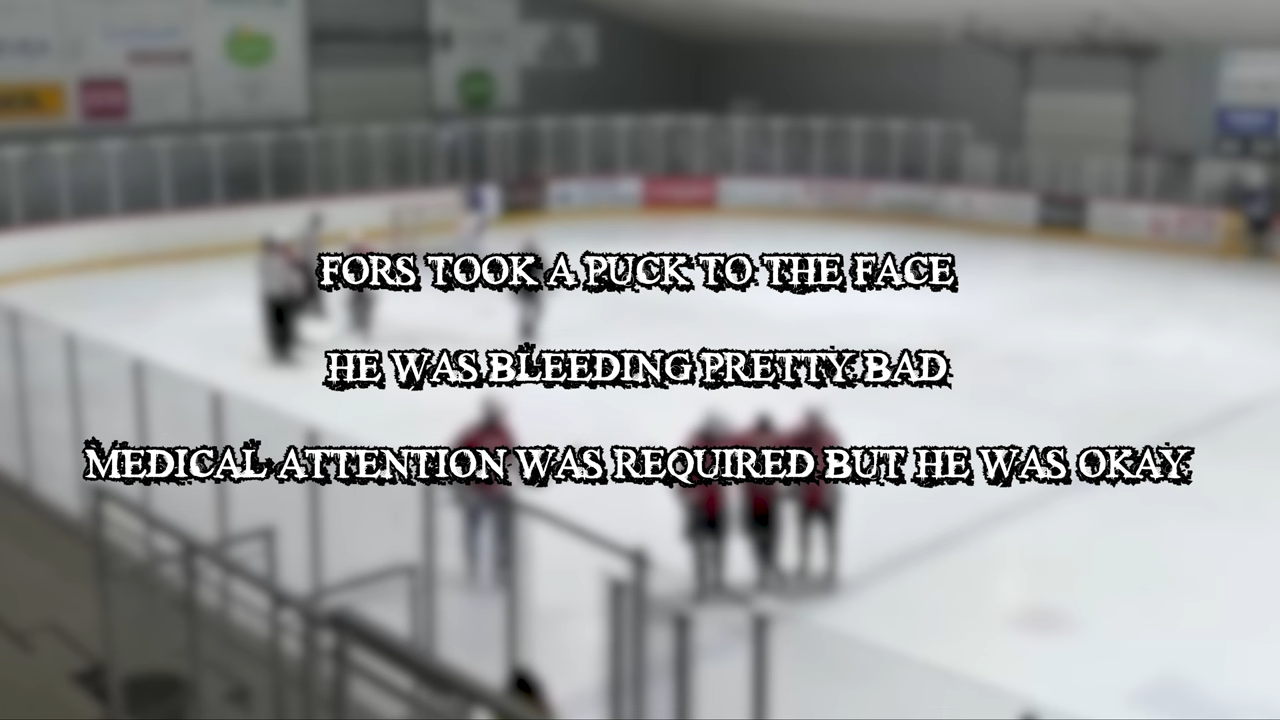 FORS TOOK A PUCK TO THE FACE
HE WAS BLEEDING PRETTY BAD
MEDICAL ATTENTION WAS REQUIRED BUT HE WAS OKAY